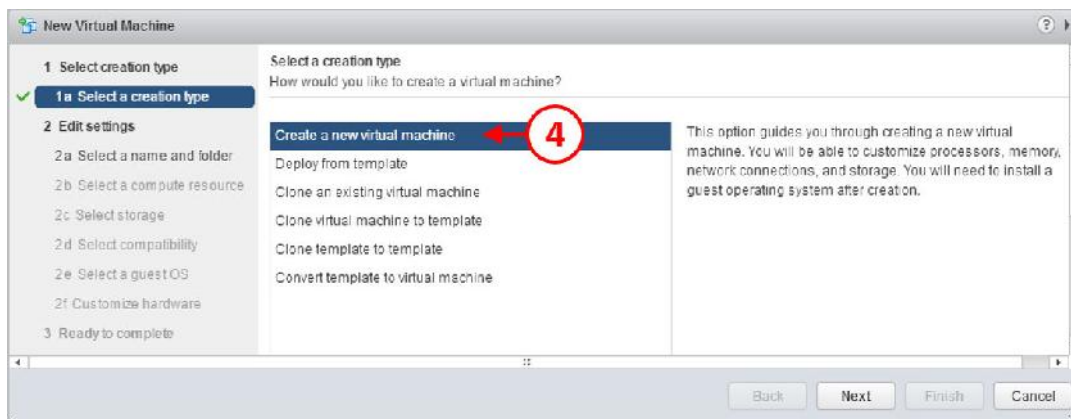 New Virtual Machine
?
1 Select creation type
1a Select a creation type
2 Edit settings
2a Select a name and folder
2b Select a compute resource
2c Select storage
2d Select compatibility
2e Select a guest OS
2f Customize hardware
3 Ready to complete
Select a creation type
How would you like to create a virtual machine?
Create a new virtual machine
4
Deploy from template
Clone an existing virtual machine
Clone virtual machine to template
Clone template to template
Convert template to virtual machine
This option guides you through creating a new virtual
machine. You will be able to customize processors, memory,
network connections, and storage. You will need to install a
guest operating system after creation.
Back Next Finish Cancel